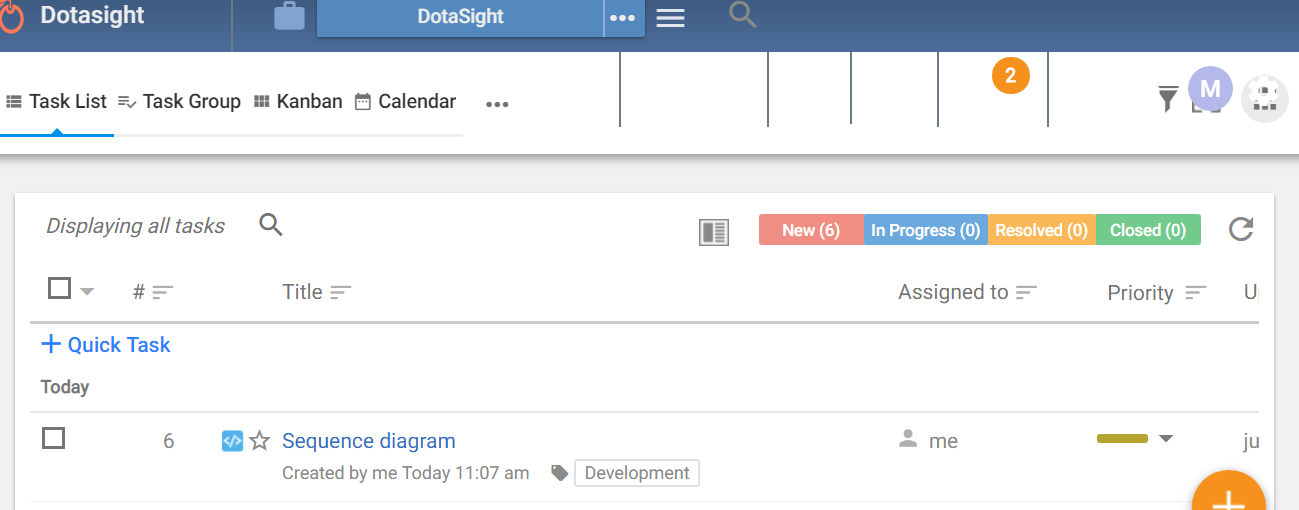 Dotasight
DotaSight
Task List Task Group Kanban Calendar
2
M
Displaying all tasks
New (6) In Progress (0) Resolved (0) Closed (0)
# Title Assigned to Priority
Quick Task
Today
6 Sequence diagram me ju
Created by me Today 11:07 am Development